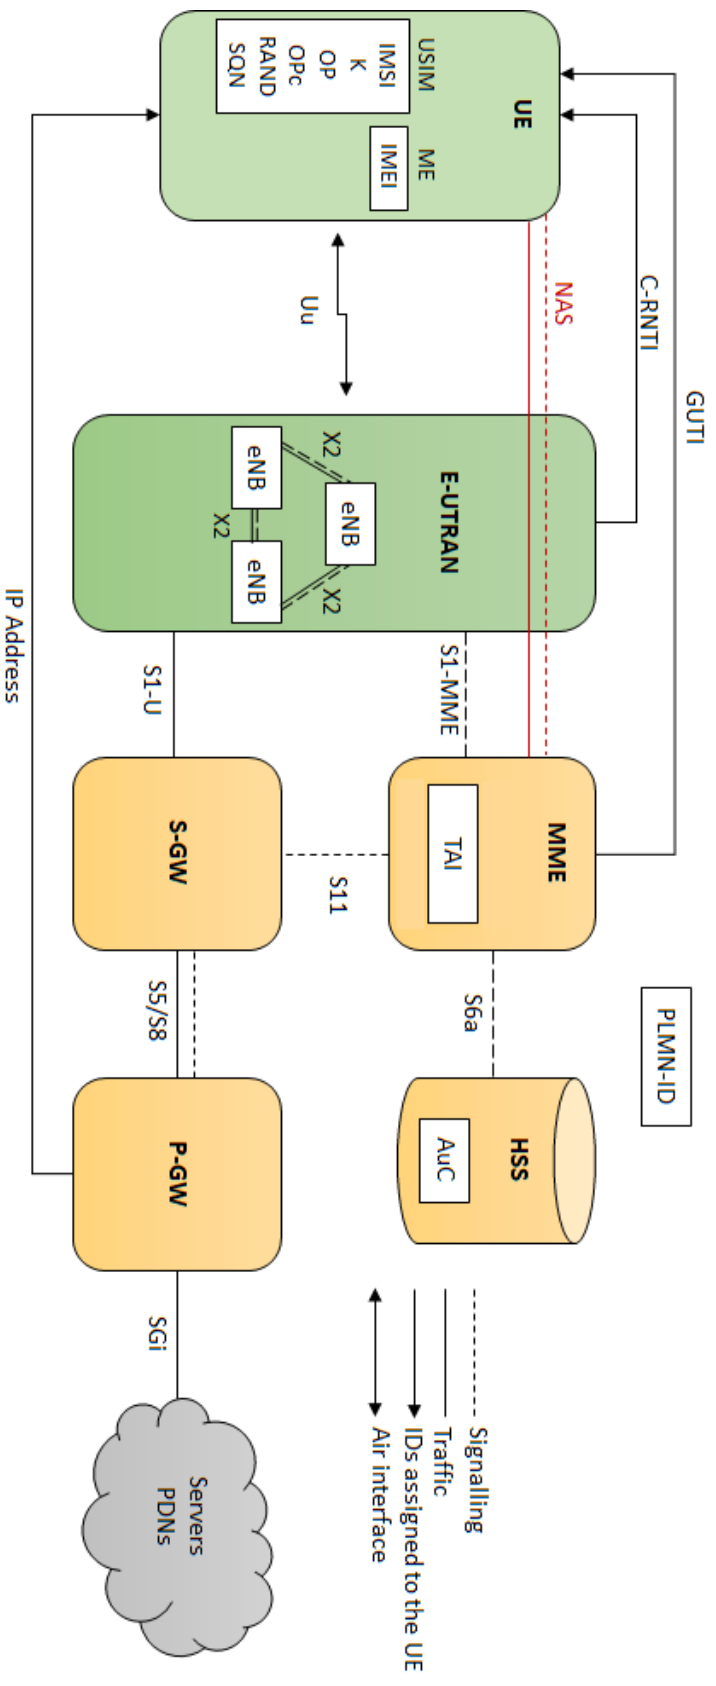 GUTI
C-RNTI
NAS
UE
USIM
IMSI
K
OP
OPc
RAND
SQN
ME
IMEI
Uu
E-UTRAN
eNB
X2
X2
eNB
X2
eNB
S1-MME
S1-U
MME
TAI
S11
S-GW
PLMN-ID
S6a
HSS
AuC
S5/S8
P-GW
IP Address
SGi
Servers
PDNs
Signalling
Traffic
IDs assigned to the UE
Air interface